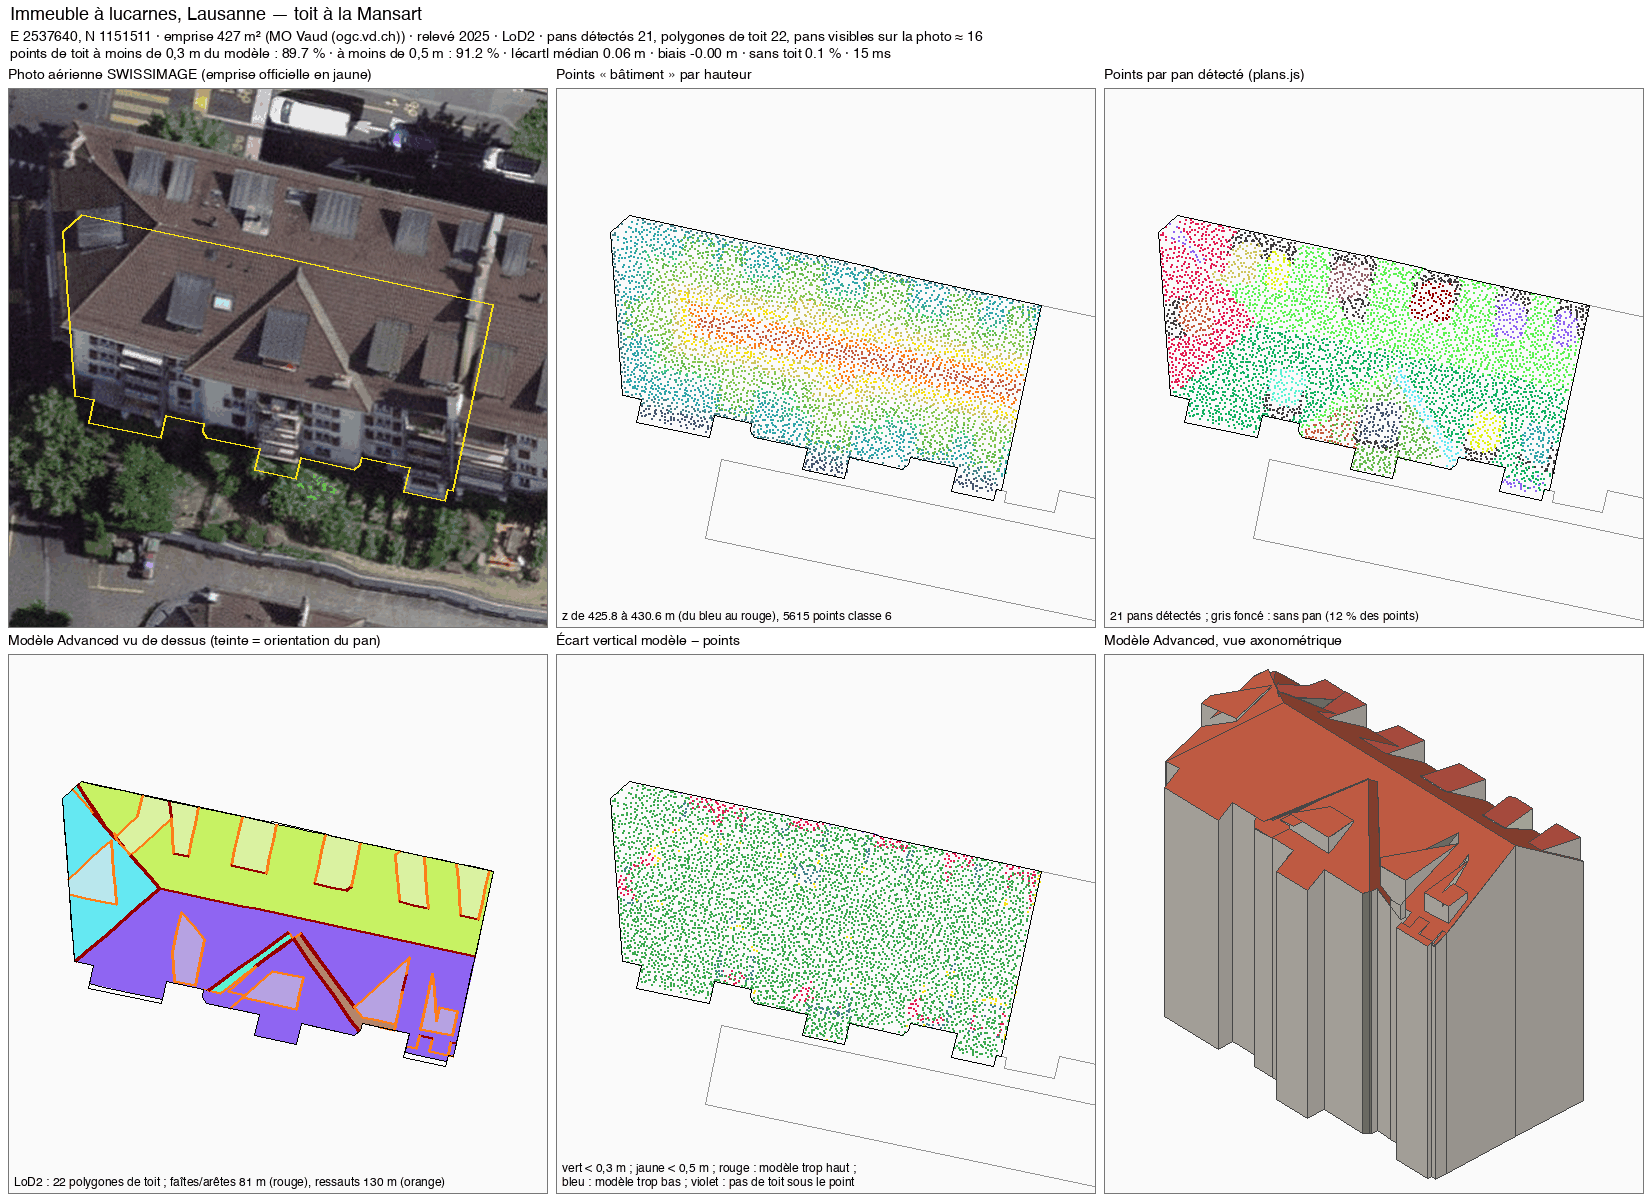 Immeuble à lucarnes, Lausanne — toit à la Mansart
E 2537640, N 1151511 · emprise 427 m² (MO Vaud (ogc.vd.ch)) · relevé 2025 · LoD2 · pans détectés 21, polygones de toit 22, pans visibles sur la photo ≈ 16
points de toit à moins de 0,3 m du modèle : 89.7 % · à moins de 0,5 m : 91.2 % · |écart| médian 0.06 m · biais -0.00 m · sans toit 0.1 % · 15 ms
Photo aérienne SWISSIMAGE (emprise officielle en jaune)
Points « bâtiment » par hauteur
z de 425.8 à 430.6 m (du bleu au rouge), 5615 points classe 6
Points par pan détecté (plans.js)
21 pans détectés ; gris foncé : sans pan (12 % des points)
Modèle Advanced vu de dessus (teinte = orientation du pan)
LoD2 : 22 polygones de toit ; faîtes/arêtes 81 m (rouge), ressauts 130 m (orange)
Écart vertical modèle – points
vert < 0,3 m ; jaune < 0,5 m ; rouge : modèle trop haut ;
bleu : modèle trop bas ; violet : pas de toit sous le point
Modèle Advanced, vue axonométrique